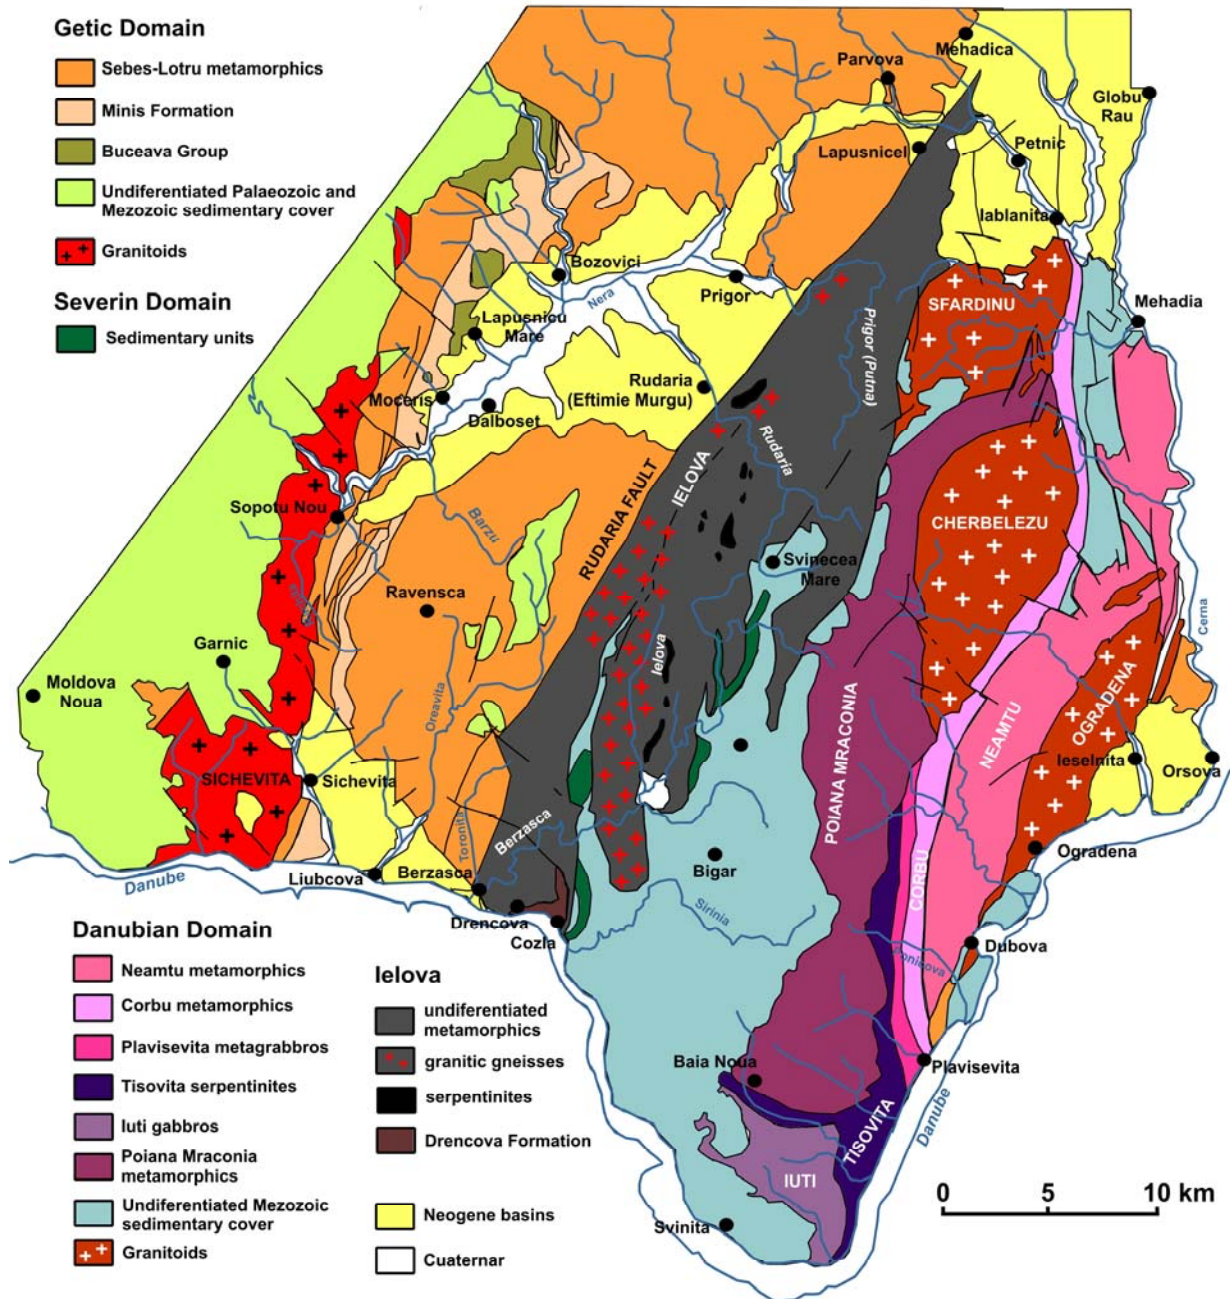 Getic Domain
Sebes-Lotru metamorphics
Minis Formation
Buceava Group
Undiferentiated Palaeozoic and
Mezozoic sedimentary cover
Granitoids
Severin Domain
Sedimentary units
Mehadica
Parvova
Globu
Rau
Lapusnicel
Petnic
Iablanita
Bozovici
Nera
Prigor
Prigor (Putna)
SFARDINU
Mehadia
Lapusnicu
Mare
Moceris
Dalboset
Rudaria
(Eftimie Murgu)
Rudaria
IELOVA
RUDARIA FAULT
CHERBELEZU
Sopotu Nou
Barzu
Svinecea
Mare
Ravensca
Ielova
Cerna
Garnic
Moldova
Noua
Oreavita
POIANA MRACONIA
NEAMTU
OGRADENA
SICHEVITA
Sichevita
Ieselnita
Orsova
Toronita
Berzasca
Ogradena
Bigar
CORBU
Danube
Liubcova
Berzasca
Sirinia
Drencova
Cozla
Dubova
Plavisevita
Baia Noua
TISOVITA
Danube
IUTI
Svinita
0 5 10 km
Danubian Domain
Neamtu metamorphics
Corbu metamorphics
Plavisevita metagrabbros
Tisovita serpentinites
Iuti gabbros
Poiana Mraconia
metamorphics
Undiferentiated Mezozoic
sedimentary cover
Granitoids
Ielova
undiferentiated
metamorphics
granitic gneisses
serpentinites
Drencova Formation
Neogene basins
Cuaternar